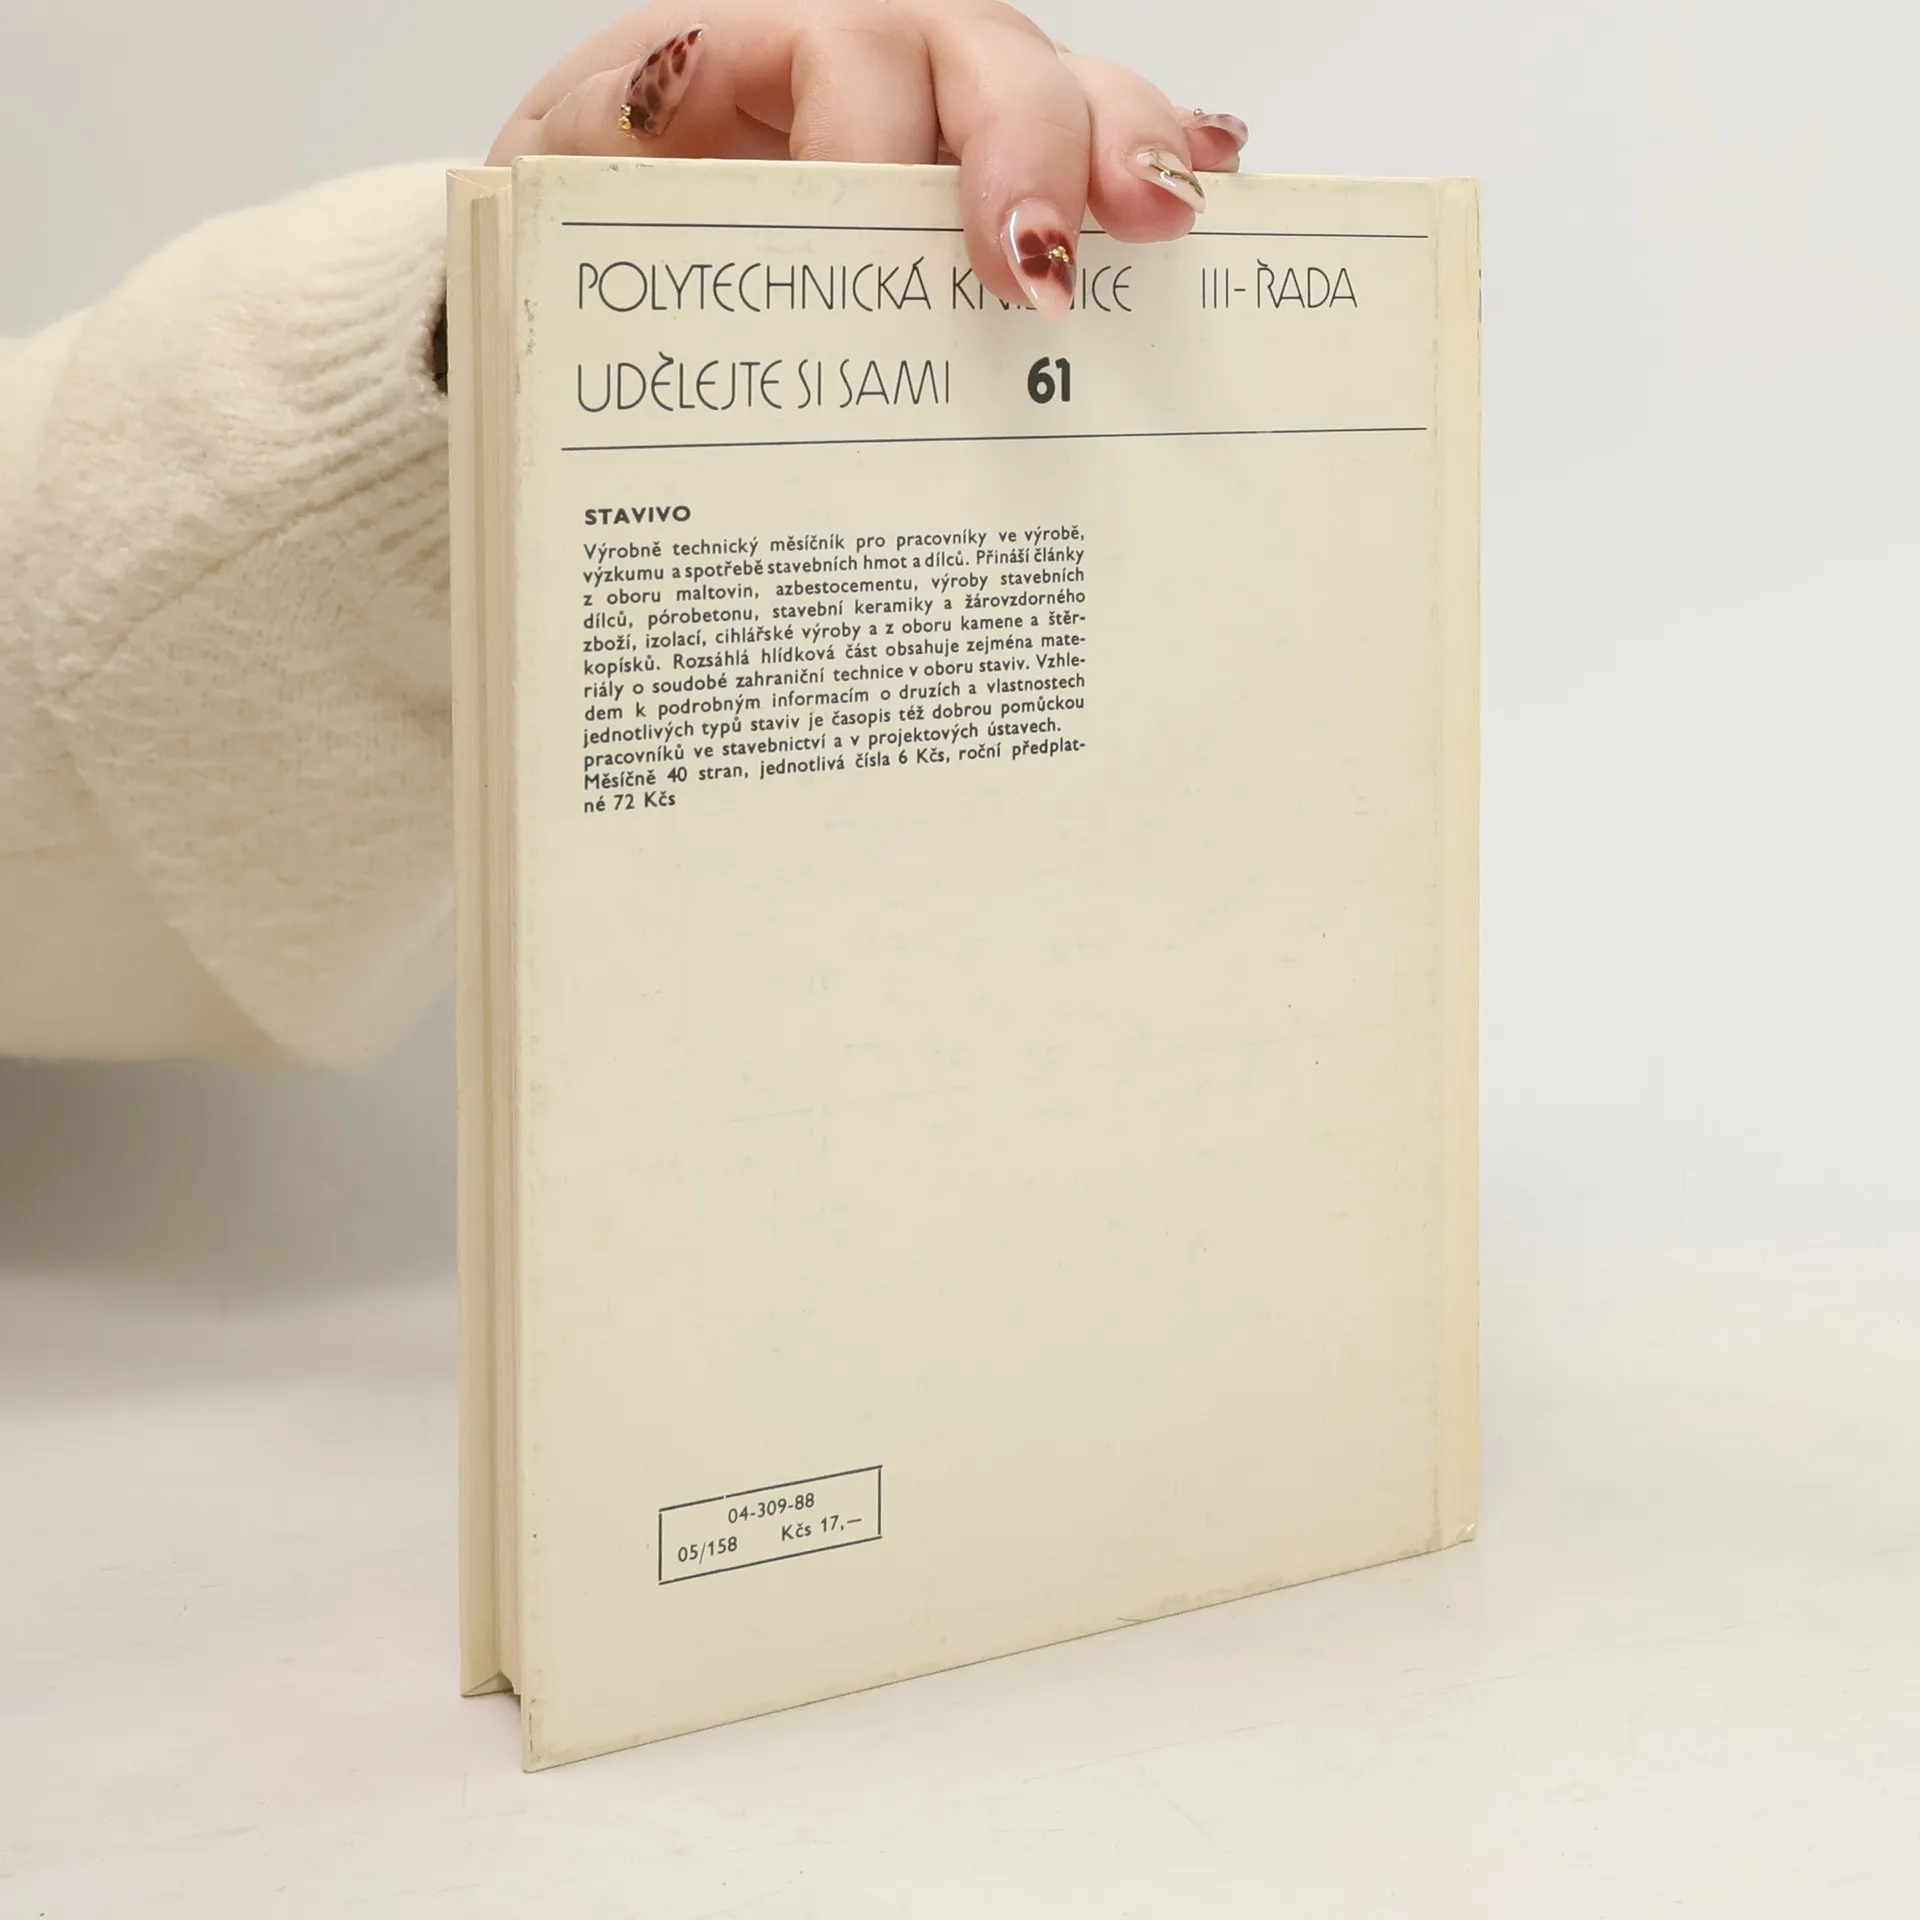 POLYTECHNICKÁ III-ŘADA
UDĚLEJTE SI SAMI 61
STAVIVO
Výrobně technický měsíčník pro pracovníky ve výrobě,
výzkumu a spotřebě stavebních hmot a dílců. Přináší články
z oboru maltovin, azbestocementu, výroby stavebních
dílců, pórobetonu, stavební keramiky a žárovzdorného
zboží, izolací, cihlářské výroby a z oboru kamene a štěr-
kopísků. Rozsáhlá hlídková část obsahuje zejména mate-
riály o soudobé zahraniční technice v oboru staviv. Vzhle-
dem k podrobným informacím o druzích a vlastnostech
jednotlivých typů staviv je časopis též dobrou pomůckou
pracovníků ve stavebnictví a v projektových ústavech.
Měsíčně 40 stran, jednotlivá čísla 6 Kčs, roční předplat-
né 72 Kčs
04-309-88
05/158 Kčs 17,—